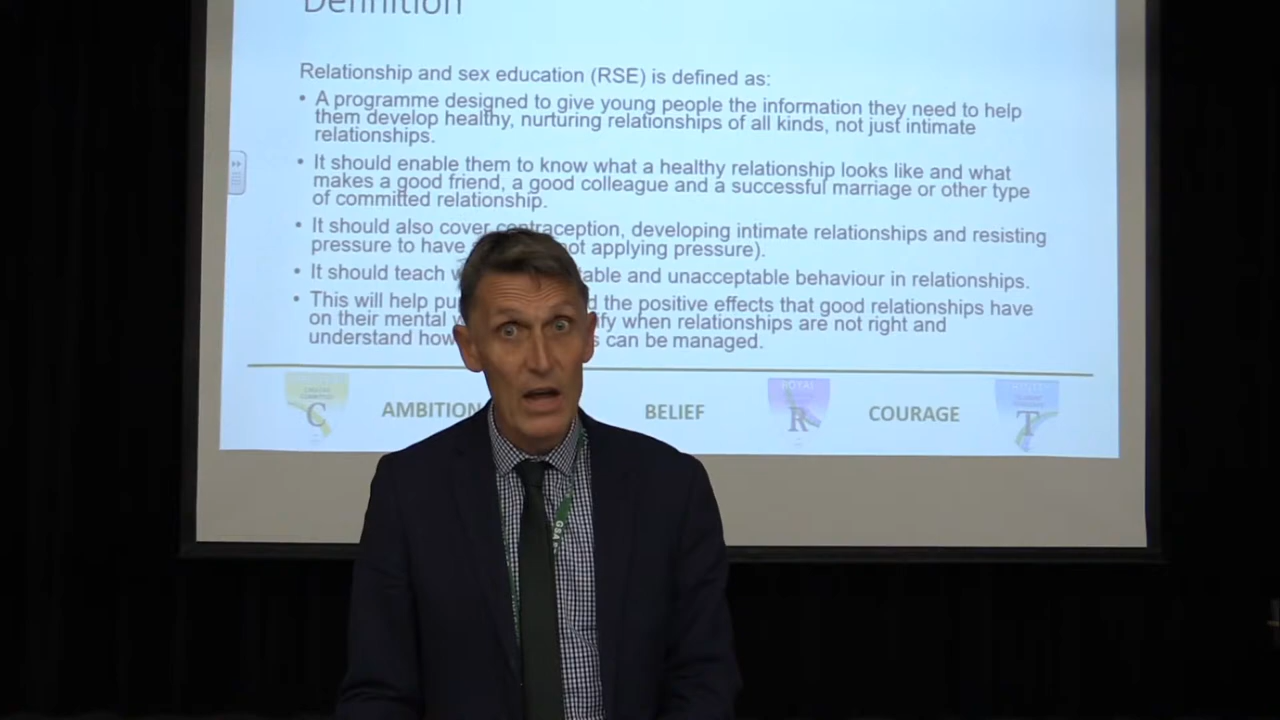 Definition
Relationship and sex education (RSE) is defined as:
• A programme designed to give young people the information they need to help
them develop healthy, nurturing relationships of all kinds, not just intimate
relationships.
• It should enable them to know what a healthy relationship looks like and what
makes a good friend, a good colleague and a successful marriage or other type
of committed relationship.
• It should also cover contraception, developing intimate relationships and resisting
pressure to have not applying pressure).
• It should teach and unacceptable behaviour in relationships.
• This will help the positive effects that good relationships have
on their mental when relationships are not right and
understand how can be managed.
C AMBITION BELIEF ROYAL R COURAGE T
GBA